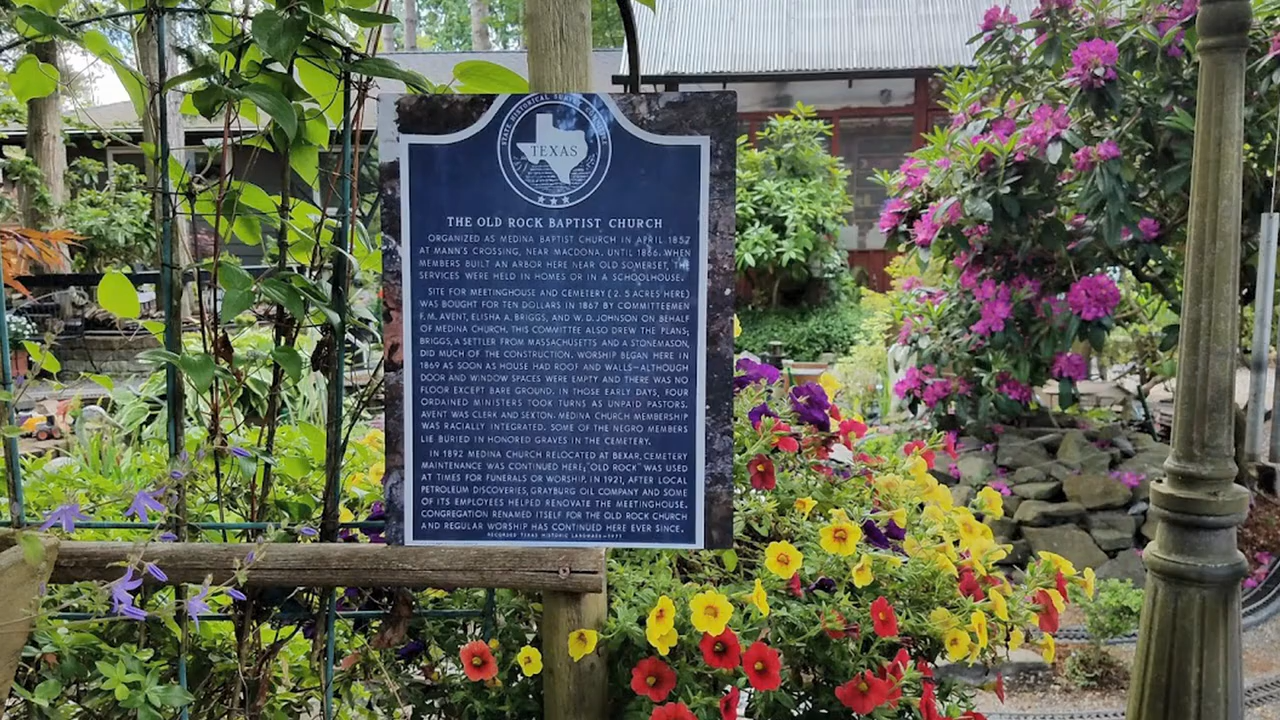 STATE HISTORICAL SURVEY
TEXAS
THE OLD ROCK BAPTIST CHURCH
ORGANIZED AS MEDINA BAPTIST CHURCH IN APRIL 1857
AT MANN'S CROSSING, NEAR MACDONA. UNTIL 1866, WHEN
MEMBERS BUILT AN ARBOR HERE NEAR OLD SOMERSET, THE
SERVICES WERE HELD IN HOMES OR IN A SCHOOLHOUSE.
SITE FOR MEETINGHOUSE AND CEMETERY (2.5 ACRES HERE)
WAS BOUGHT FOR TEN DOLLARS IN 1867 BY COMMITTEEMEN
F. M. AVENT, ELISHA A. BRIGGS, AND W. D. JOHNSON ON BEHALF
OF MEDINA CHURCH. THIS COMMITTEE ALSO DREW THE PLANS;
BRIGGS, A SETTLER FROM MASSACHUSETTS AND A STONEMASON,
DID MUCH OF THE CONSTRUCTION. WORSHIP BEGAN HERE IN
1869 AS SOON AS HOUSE HAD ROOF AND WALLS—ALTHOUGH
DOOR AND WINDOW SPACES WERE EMPTY AND THERE WAS NO
FLOOR EXCEPT BARE GROUND. IN THOSE EARLY DAYS, FOUR
ORDAINED MINISTERS TOOK TURNS AS UNPAID PASTORS.
AVENT WAS CLERK AND SEXTON. MEDINA CHURCH MEMBERSHIP
WAS RACIALLY INTEGRATED. SOME OF THE NEGRO MEMBERS
LIE BURIED IN HONORED GRAVES IN THE CEMETERY.
IN 1892 MEDINA CHURCH RELOCATED AT BEXAR. CEMETERY
MAINTENANCE WAS CONTINUED HERE; "OLD ROCK" WAS USED
AT TIMES FOR FUNERALS OR WORSHIP. IN 1921, AFTER LOCAL
PETROLEUM DISCOVERIES, GRAYBURG OIL COMPANY AND SOME
OF ITS EMPLOYEES HELPED RENOVATE THE MEETINGHOUSE.
CONGREGATION RENAMED ITSELF FOR THE OLD ROCK CHURCH
AND REGULAR WORSHIP HAS CONTINUED HERE EVER SINCE.
RECORDED TEXAS HISTORIC LANDMARK—1971